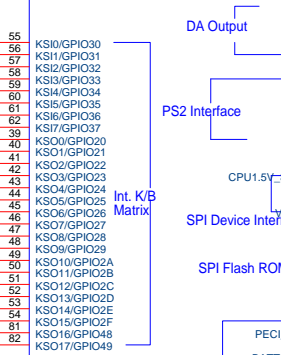 55 KSI0/GPIO30
56 KSI1/GPIO31
57 KSI2/GPIO32
58 KSI3/GPIO33
59 KSI4/GPIO34
60 KSI5/GPIO35
61 KSI6/GPIO36
62 KSI7/GPIO37
39 KSO0/GPIO20
40 KSO1/GPIO21
41 KSO2/GPIO22
42 KSO3/GPIO23
43 KSO4/GPIO24
44 KSO5/GPIO25
45 KSO6/GPIO26
46 KSO7/GPIO27
47 KSO8/GPIO28
48 KSO9/GPIO29
49 KSO10/GPIO2A
50 KSO11/GPIO2B
51 KSO12/GPIO2C
52 KSO13/GPIO2D
53 KSO14/GPIO2E
54 KSO15/GPIO2F
81 KSO16/GPIO48
82 KSO17/GPIO49
Int. K/B
Matrix
DA Output
PS2 Interface
CPU1.5V_
SPI Device Inter
SPI Flash ROM
PECI